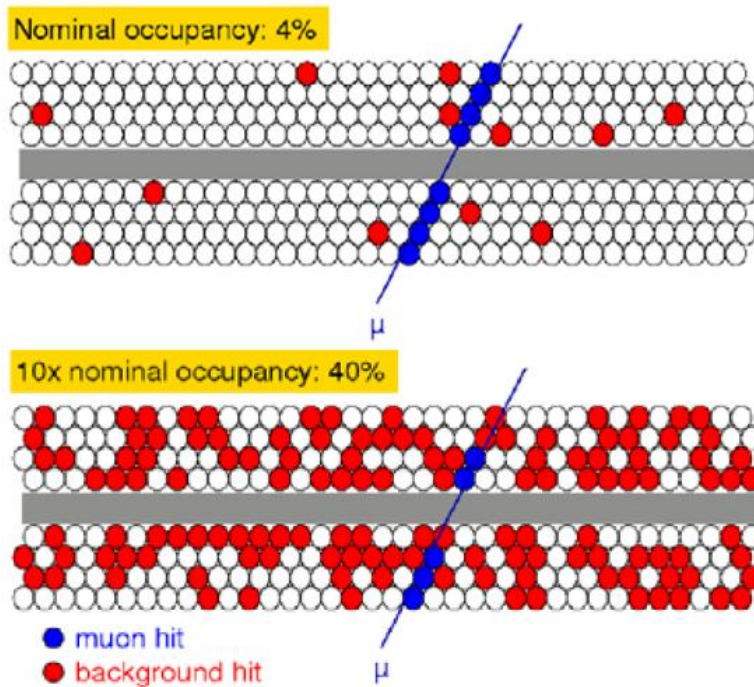 Nominal occupancy: 4%
μ
10x nominal occupancy: 40%
muon hit
background hit
μ